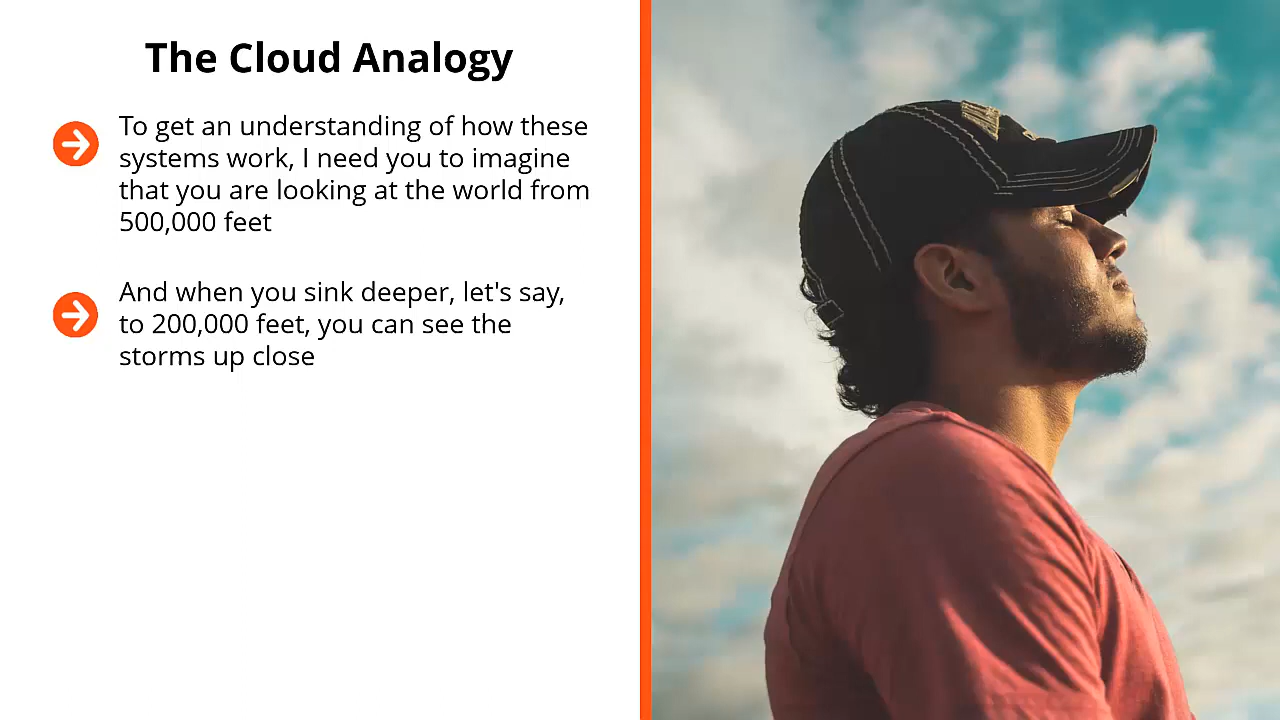 The Cloud Analogy
To get an understanding of how these
systems work, I need you to imagine
that you are looking at the world from
500,000 feet
And when you sink deeper, let's say,
to 200,000 feet, you can see the
storms up close